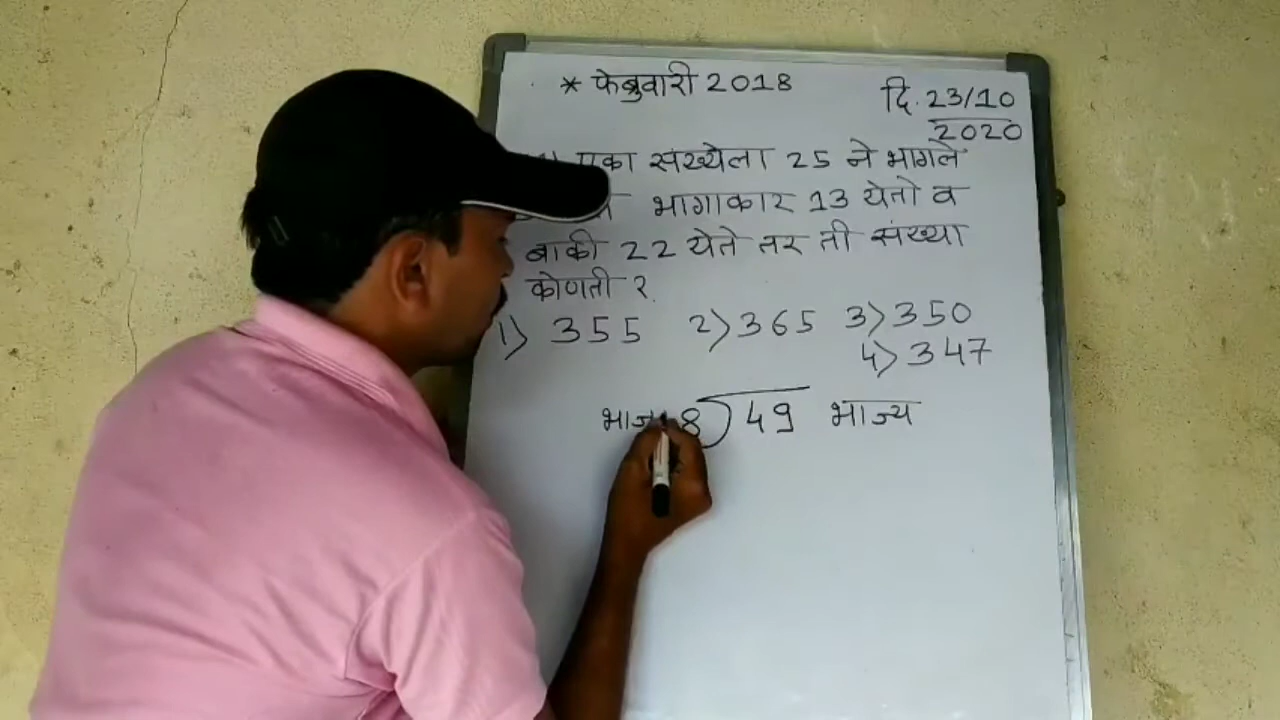 * फेब्रुवारी 2018
दि. 23/10
2020
एका संख्येला 25 ने भागले
भागाकार 13 येतो व
बाकी 22 येते तर ती संख्या
कोणती ?
1) 355 2) 365 3) 350
4) 347
भाज 8) 49 भाज्य